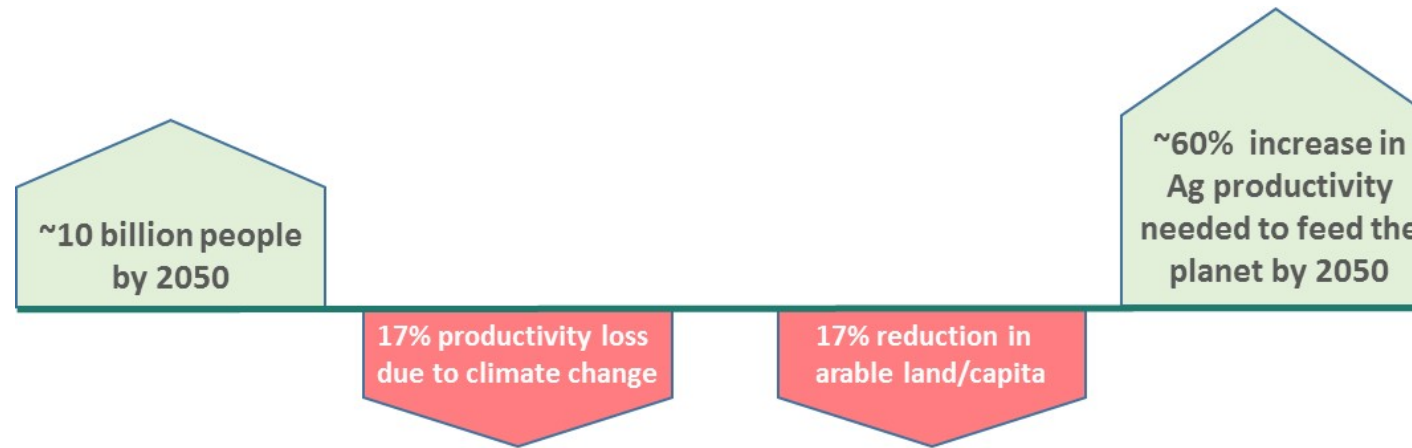 ~10 billion people
by 2050
17% productivity loss
due to climate change
17% reduction in
arable land/capita
~60% increase in
Ag productivity
needed to feed the
planet by 2050